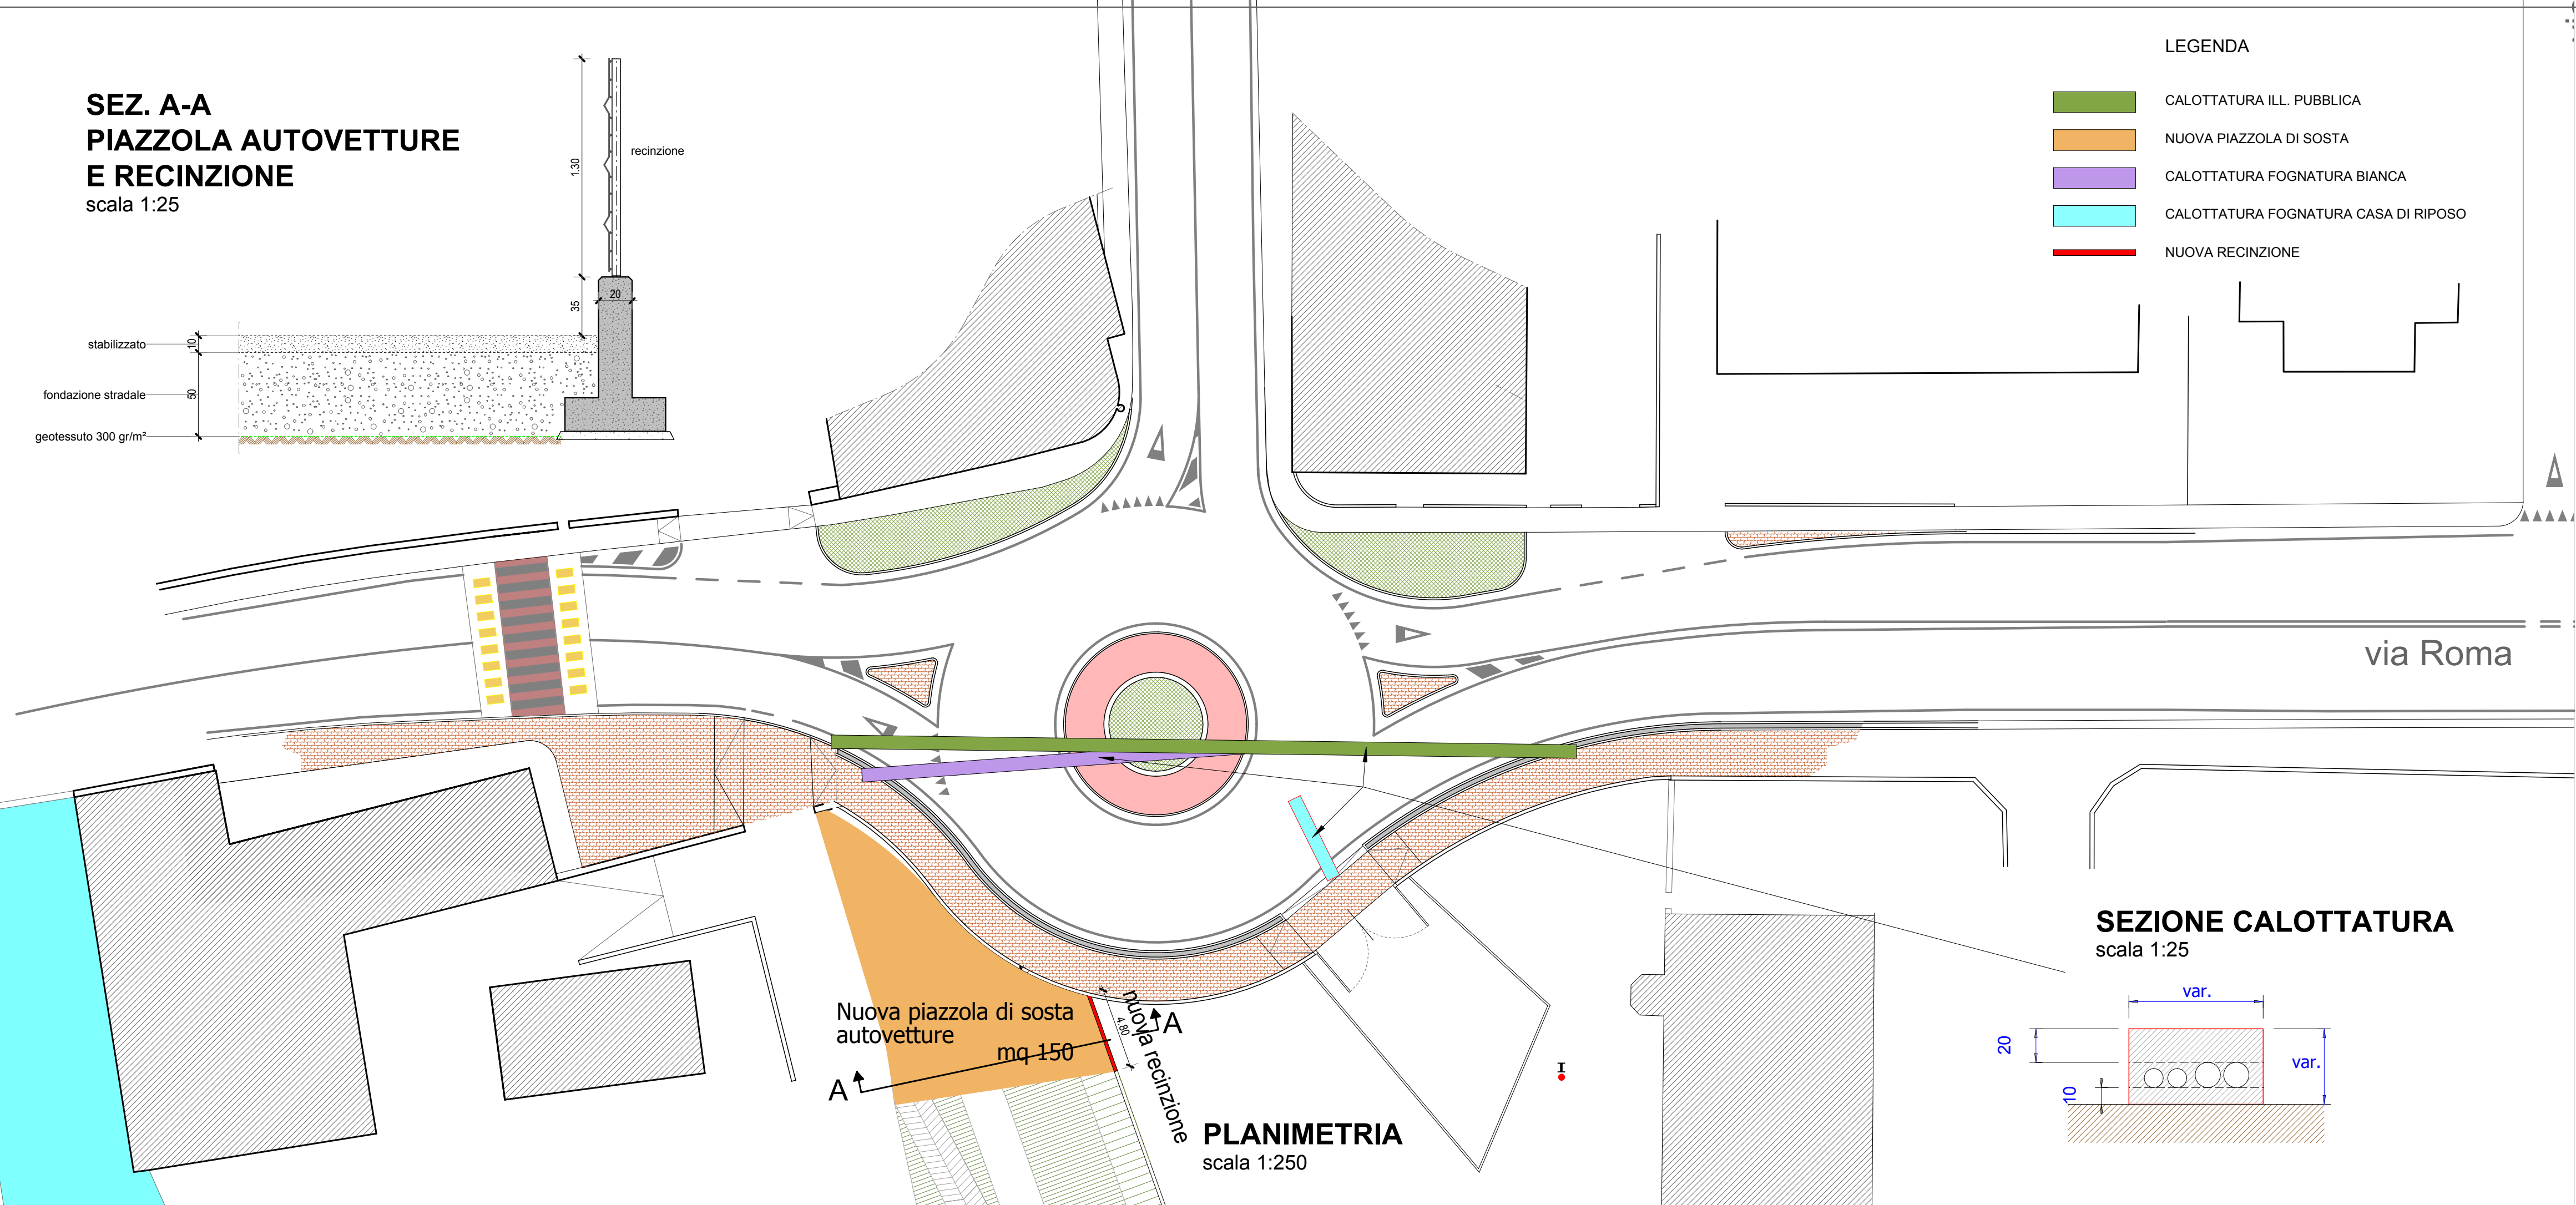 SEZ. A-A
PIAZZOLA AUTOVETTURE
E RECINZIONE
scala 1:25
1.30
recinzione
35
20
stabilizzato
10
fondazione stradale
50
geotessuto 300 gr/m²
LEGENDA
CALOTTATURA ILL. PUBBLICA
NUOVA PIAZZOLA DI SOSTA
CALOTTATURA FOGNATURA BIANCA
CALOTTATURA FOGNATURA CASA DI RIPOSO
NUOVA RECINZIONE
via Roma
Nuova piazzola di sosta
autovetture
mq 150
A
A
4.80
nuova recinzione
I
PLANIMETRIA
scala 1:250
SEZIONE CALOTTATURA
scala 1:25
var.
20
var.
10